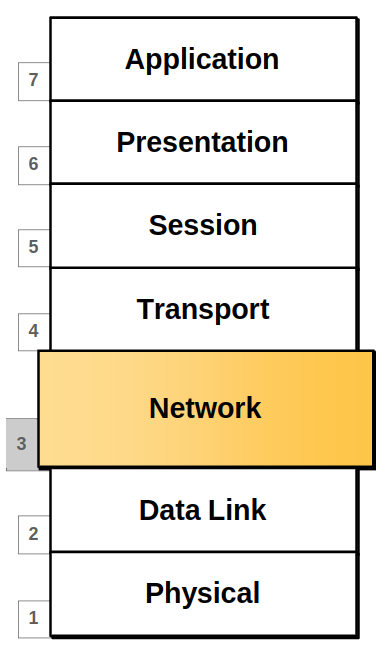 Application
7
Presentation
6
Session
5
Transport
4
Network
3
Data Link
2
Physical
1